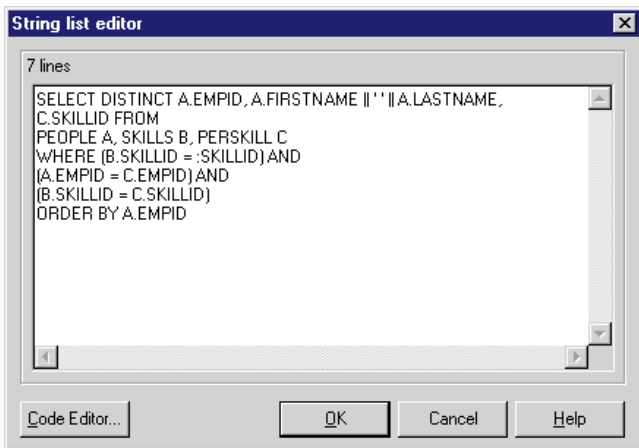 String list editor
7 lines
SELECT DISTINCT A.EMPID, A.FIRSTNAME || ' ' || A.LASTNAME,
C.SKILLID FROM
PEOPLE A, SKILLS B, PERSKILL C
WHERE (B.SKILLID = :SKILLID) AND
(A.EMPID = C.EMPID) AND
(B.SKILLID = C.SKILLID)
ORDER BY A.EMPID
Code Editor... OK Cancel Help